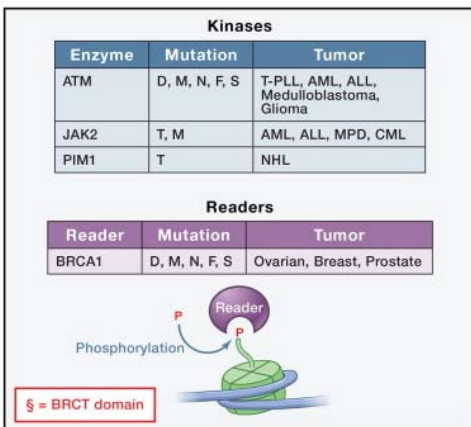 Kinases
Enzyme Mutation Tumor
ATM D, M, N, F, S T-PLL, AML, ALL,
Medulloblastoma,
Glioma
JAK2 T, M AML, ALL, MPD, CML
PIM1 T NHL
Readers
Reader Mutation Tumor
BRCA1 D, M, N, F, S Ovarian, Breast, Prostate
Reader
P
P
Phosphorylation
§ = BRCT domain